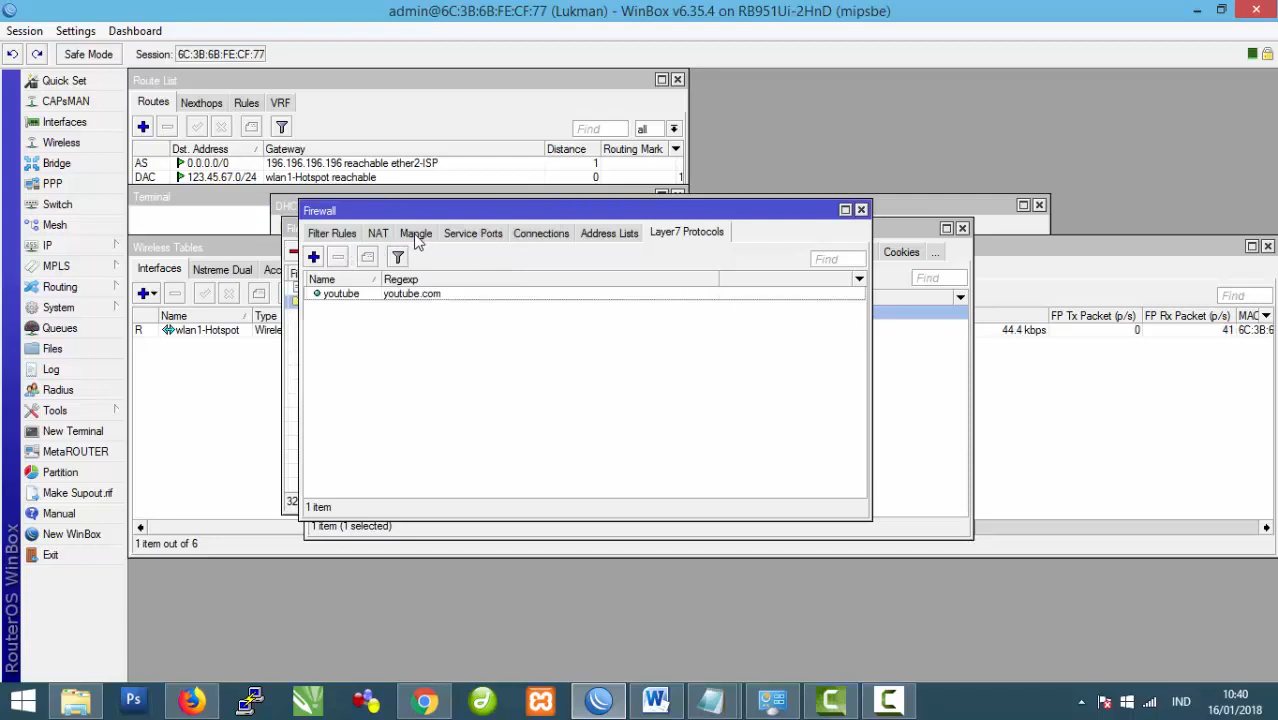 admin@6C:3B:6B:FE:CF:77 (Lukman) - WinBox v6.35.4 on RB951Ui-2HnD (mipsbe)
Session Settings Dashboard
Safe Mode Session: 6C:3B:6B:FE:CF:77
Quick Set
CAPsMAN
Interfaces
Wireless
Bridge
PPP
Switch
Mesh
IP
MPLS
Routing
System
Queues
Files
Log
Radius
Tools
New Terminal
MetaROUTER
Partition
Make Supout.rif
Manual
New WinBox
Exit
RouterOS WinBox
Route List
Routes Nexthops Rules VRF
Find all
Dst. Address Gateway Distance Routing Mark
AS 0.0.0.0/0 196.196.196.196 reachable ether2-ISP 1
DAC 123.45.67.0/24 wlan1-Hotspot reachable 0
Terminal
Wireless Tables
Interfaces Nstreme Dual
Find
Name Type FP Tx Packet (p/s) FP Rx Packet (p/s)
R wlan1-Hotspot 44.4 kbps 0 41
1 item out of 6
Cookies ...
Find
1 item (1 selected)
Firewall
Filter Rules NAT Mangle Service Ports Connections Address Lists Layer7 Protocols
Find
Name Regexp
youtube youtube.com
1 item
Ps
IND
10:40
16/01/2018